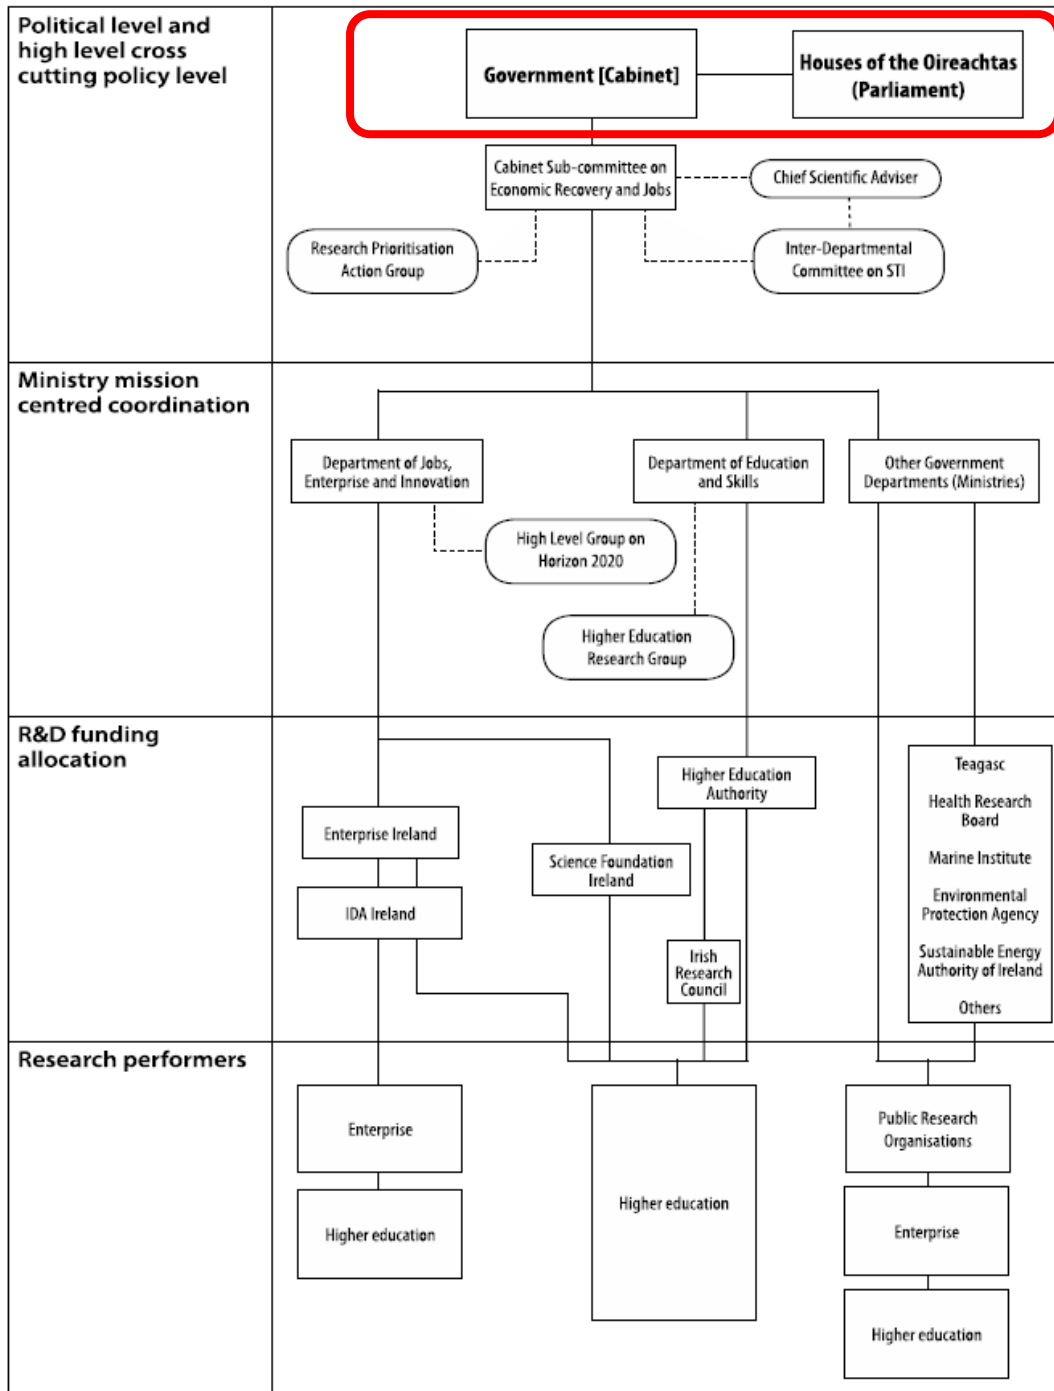 Political level and
high level cross
cutting policy level
Government [Cabinet]
Houses of the Oireachtas
(Parliament)
Cabinet Sub-committee on
Economic Recovery and Jobs
Chief Scientific Adviser
Research Prioritisation
Action Group
Inter-Departmental
Committee on STI
Ministry mission
centred coordination
Department of Jobs,
Enterprise and Innovation
Department of Education
and Skills
Other Government
Departments (Ministries)
High Level Group on
Horizon 2020
Higher Education
Research Group
R&D funding
allocation
Enterprise Ireland
IDA Ireland
Science Foundation
Ireland
Higher Education
Authority
Irish
Research
Council
Teagasc
Health Research
Board
Marine Institute
Environmental
Protection Agency
Sustainable Energy
Authority of Ireland
Others
Research performers
Enterprise
Higher education
Higher education
Public Research
Organisations
Enterprise
Higher education